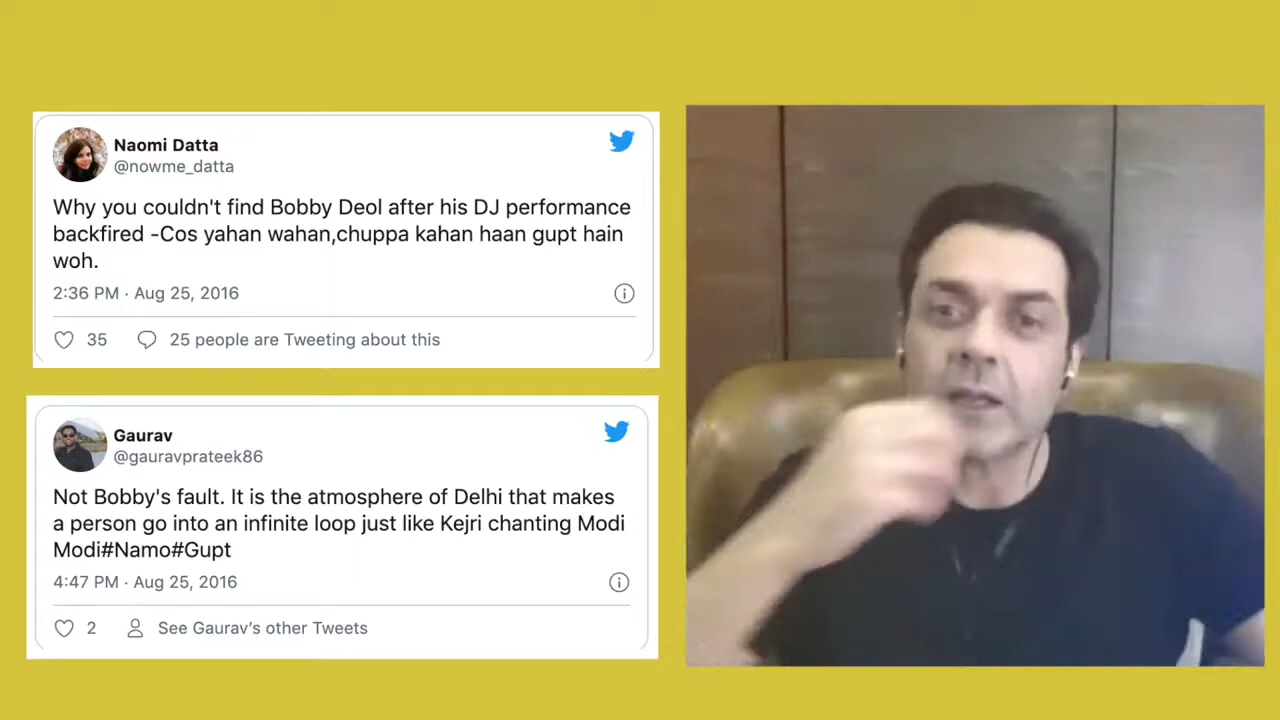 Naomi Datta
@nowme_datta
Why you couldn't find Bobby Deol after his DJ performance
backfired -Cos yahan wahan,chuppa kahan haan gupt hain
woh.
2:36 PM · Aug 25, 2016
35
25 people are Tweeting about this
Gaurav
@gauravprateek86
Not Bobby's fault. It is the atmosphere of Delhi that makes
a person go into an infinite loop just like Kejri chanting Modi
Modi#Namo#Gupt
4:47 PM · Aug 25, 2016
2
See Gaurav’s other Tweets